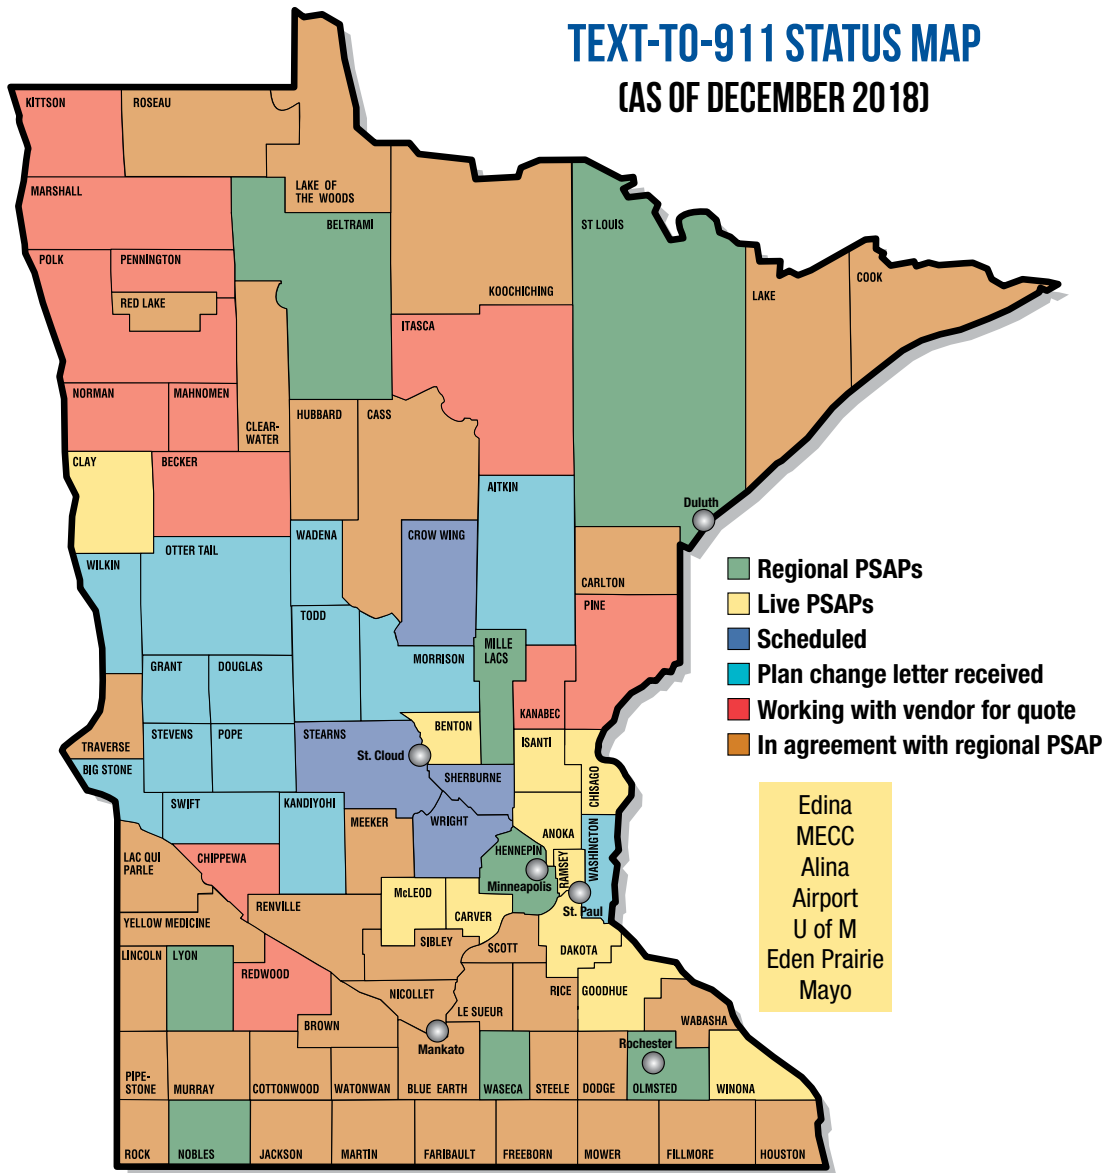 TEXT-TO-911 STATUS MAP
(AS OF DECEMBER 2018)
KITTSON
ROSEAU
LAKE OF
THE WOODS
MARSHALL
BELTRAMI
ST LOUIS
POLK
PENNINGTON
RED LAKE
KOOCHICHING
LAKE
COOK
ITASCA
NORMAN
MAHNOMEN
CLEAR-
WATER
HUBBARD
CASS
CLAY
BECKER
AITKIN
Duluth
WILKIN
OTTER TAIL
WADENA
CROW WING
CARLTON
PINE
TODD
MORRISON
MILLE
LACS
GRANT
DOUGLAS
KANABEC
TRAVERSE
STEVENS
POPE
STEARNS
BENTON
ISANTI
St. Cloud
BIG STONE
SHERBURNE
CHISAGO
SWIFT
KANDIYOHI
MEEKER
WRIGHT
ANOKA
WASHINGTON
LAC QUI
PARLE
CHIPPEWA
HENNEPIN
RAMSEY
Minneapolis
McLEOD
CARVER
St. Paul
RENVILLE
YELLOW MEDICINE
SIBLEY
SCOTT
DAKOTA
LINCOLN
LYON
REDWOOD
NICOLLET
LE SUEUR
RICE
GOODHUE
BROWN
WABASHA
Mankato
Rochester
PIPE-
STONE
MURRAY
COTTONWOOD
WATONWAN
BLUE EARTH
WASECA
STEELE
DODGE
OLMSTED
WINONA
ROCK
NOBLES
JACKSON
MARTIN
FARIBAULT
FREEBORN
MOWER
FILLMORE
HOUSTON
Regional PSAPs
Live PSAPs
Scheduled
Plan change letter received
Working with vendor for quote
In agreement with regional PSAP
Edina
MECC
Alina
Airport
U of M
Eden Prairie
Mayo